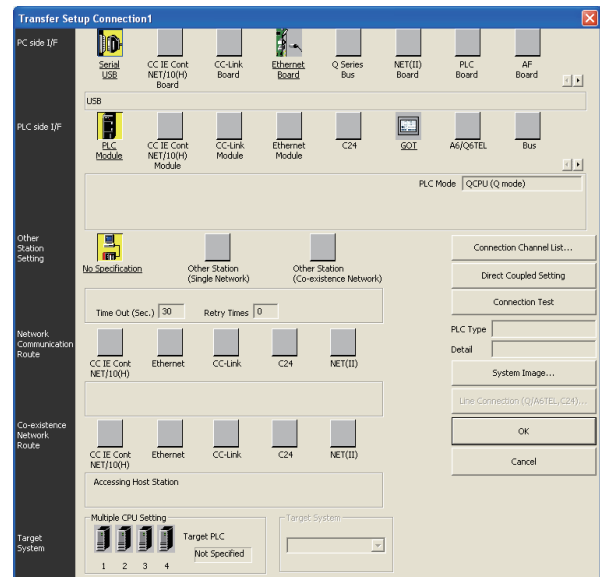 Transfer Setup Connection1
PC side I/F
Serial USB
CC IE Cont NET/10(H) Board
CC-Link Board
Ethernet Board
Q Series Bus
NET(II) Board
PLC Board
AF Board
USB
PLC side I/F
PLC Module
CC IE Cont NET/10(H) Module
CC-Link Module
Ethernet Module
C24
GOT
A6/Q6TEL
Bus
PLC Mode QCPU (Q mode)
Other Station Setting
No Specification
Other Station (Single Network)
Other Station (Co-existence Network)
Time Out (Sec.) 30
Retry Times 0
Connection Channel List...
Direct Coupled Setting
Connection Test
PLC Type
Detail
System Image...
Line Connection (Q/A6TEL,C24)...
OK
Cancel
Network Communication Route
CC IE Cont NET/10(H)
Ethernet
CC-Link
C24
NET(II)
Co-existence Network Route
CC IE Cont NET/10(H)
Ethernet
CC-Link
C24
NET(II)
Accessing Host Station
Target System
Multiple CPU Setting
1 2 3 4
Target PLC
Not Specified
Target System